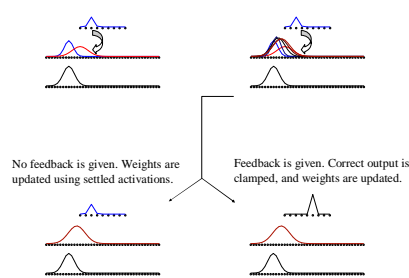 No feedback is given. Weights are
updated using settled activations.
Feedback is given. Correct output is
clamped, and weights are updated.